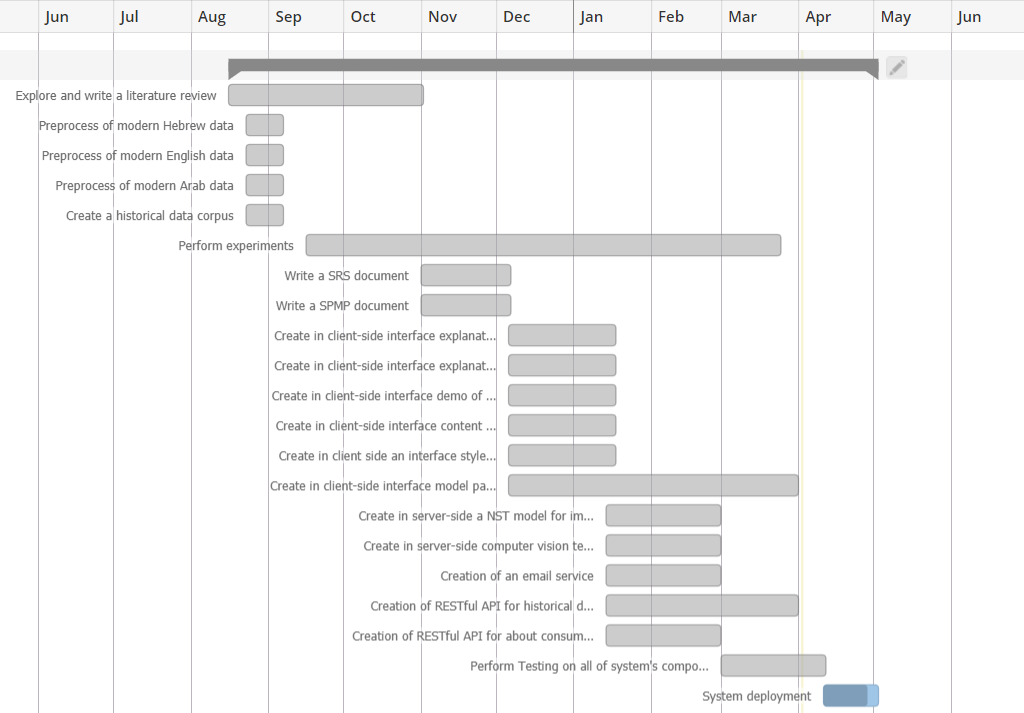 Jun Jul Aug Sep Oct Nov Dec Jan Feb Mar Apr May Jun
Explore and write a literature review
Preprocess of modern Hebrew data
Preprocess of modern English data
Preprocess of modern Arab data
Create a historical data corpus
Perform experiments
Write a SRS document
Write a SPMP document
Create in client-side interface explanat...
Create in client-side interface explanat...
Create in client-side interface demo of ...
Create in client-side interface content ...
Create in client side an interface style...
Create in client-side interface model pa...
Create in server-side a NST model for im...
Create in server-side computer vision te...
Creation of an email service
Creation of RESTful API for historical d...
Creation of RESTful API for about consum...
Perform Testing on all of system's compo...
System deployment